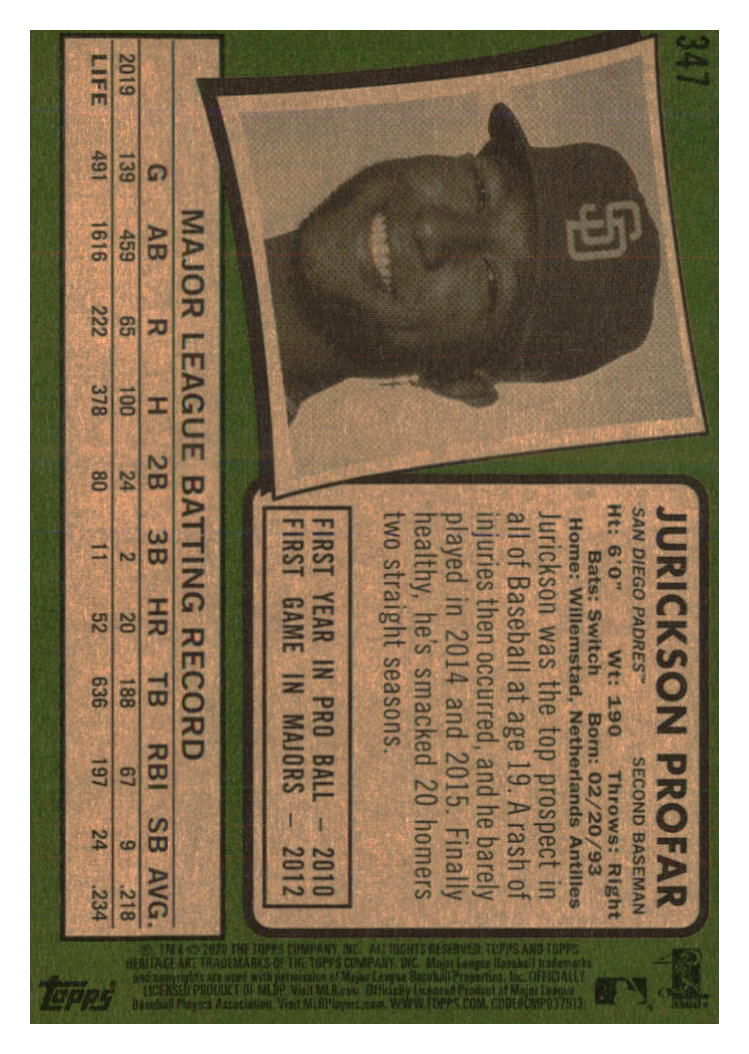 347
SD
JURICKSON PROFAR
SAN DIEGO PADRES™ SECOND BASEMAN
Ht: 6'0" Wt: 190 Throws: Right
Bats: Switch Born: 02/20/93
Home: Willemstad, Netherlands Antilles
Jurickson was the top prospect in
all of Baseball at age 19. A rash of
injuries then occurred, and he barely
played in 2014 and 2015. Finally
healthy, he's smacked 20 homers
two straight seasons.
FIRST YEAR IN PRO BALL – 2010
FIRST GAME IN MAJORS – 2012
MAJOR LEAGUE BATTING RECORD
G AB R H 2B 3B HR TB RBI SB AVG.
2019 139 459 65 100 24 2 20 188 67 9 .218
LIFE 491 1616 222 378 80 11 52 636 197 24 .234
®, TM & © 2020 THE TOPPS COMPANY, INC. ALL RIGHTS RESERVED. TOPPS AND TOPPS
HERITAGE ARE TRADEMARKS OF THE TOPPS COMPANY, INC. Major League Baseball trademarks
and copyrights are used with permission of Major League Baseball Properties, Inc. OFFICIALLY
LICENSED PRODUCT OF MLBP. Visit MLB.com Officially Licensed Product of Major League
Baseball Players Association. Visit MLBPlayers.com. WWW.TOPPS.COM. CODE#CMP037513.
Topps